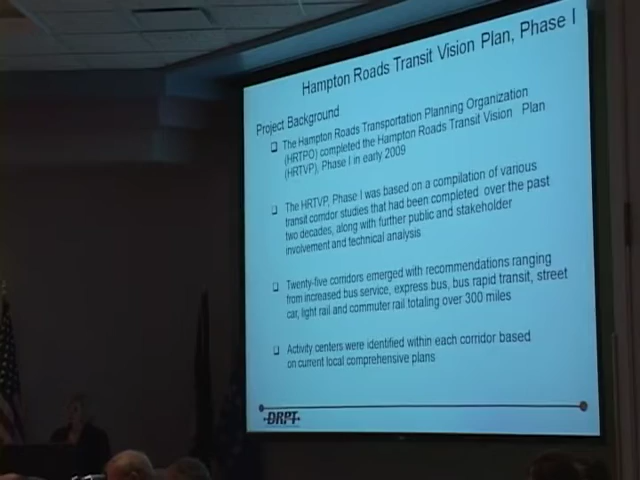 Hampton Roads Transit Vision Plan, Phase I
Project Background
❑ The Hampton Roads Transportation Planning Organization
(HRTPO) completed the Hampton Roads Transit Vision Plan
(HRTVP), Phase I in early 2009
❑ The HRTVP, Phase I was based on a compilation of various
transit corridor studies that had been completed over the past
two decades, along with further public and stakeholder
involvement and technical analysis
❑ Twenty-five corridors emerged with recommendations ranging
from increased bus service, express bus, bus rapid transit, street
car, light rail and commuter rail totaling over 300 miles
❑ Activity centers were identified within each corridor based
on current local comprehensive plans
DRPT